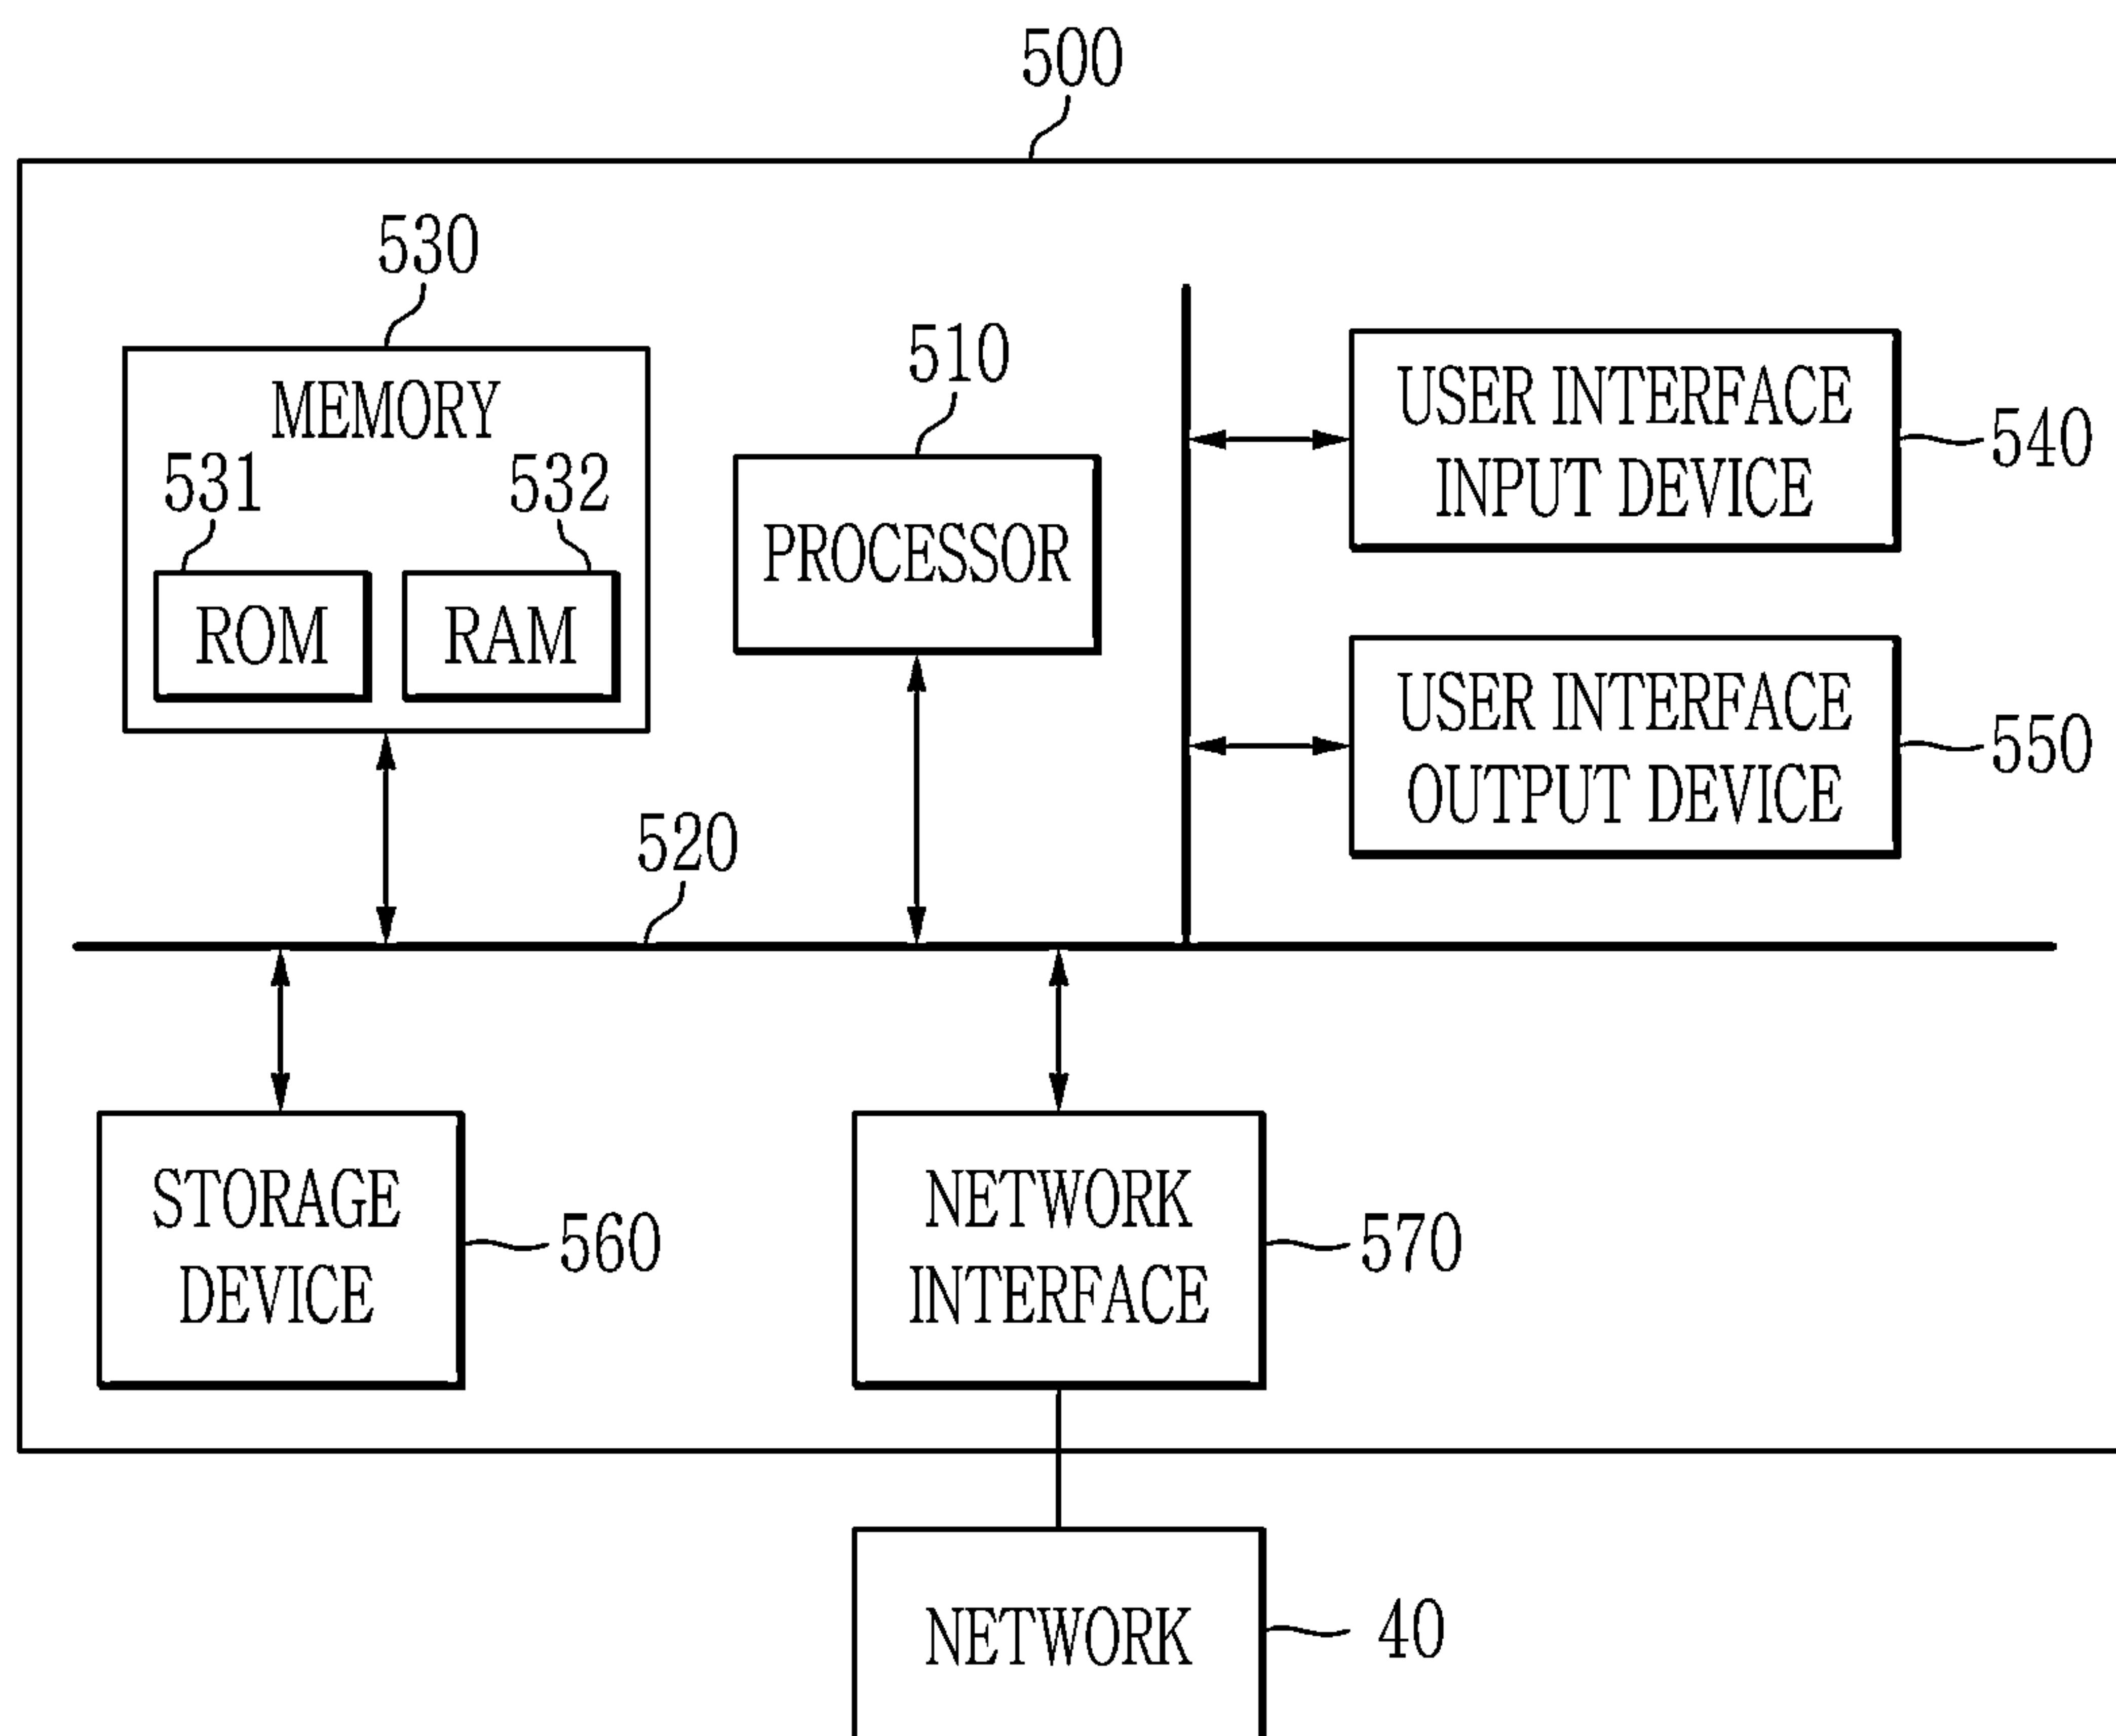 500
530
MEMORY
531
532
ROM
RAM
510
PROCESSOR
USER INTERFACE
INPUT DEVICE
540
USER INTERFACE
OUTPUT DEVICE
550
520
STORAGE
DEVICE
560
NETWORK
INTERFACE
570
NETWORK
40